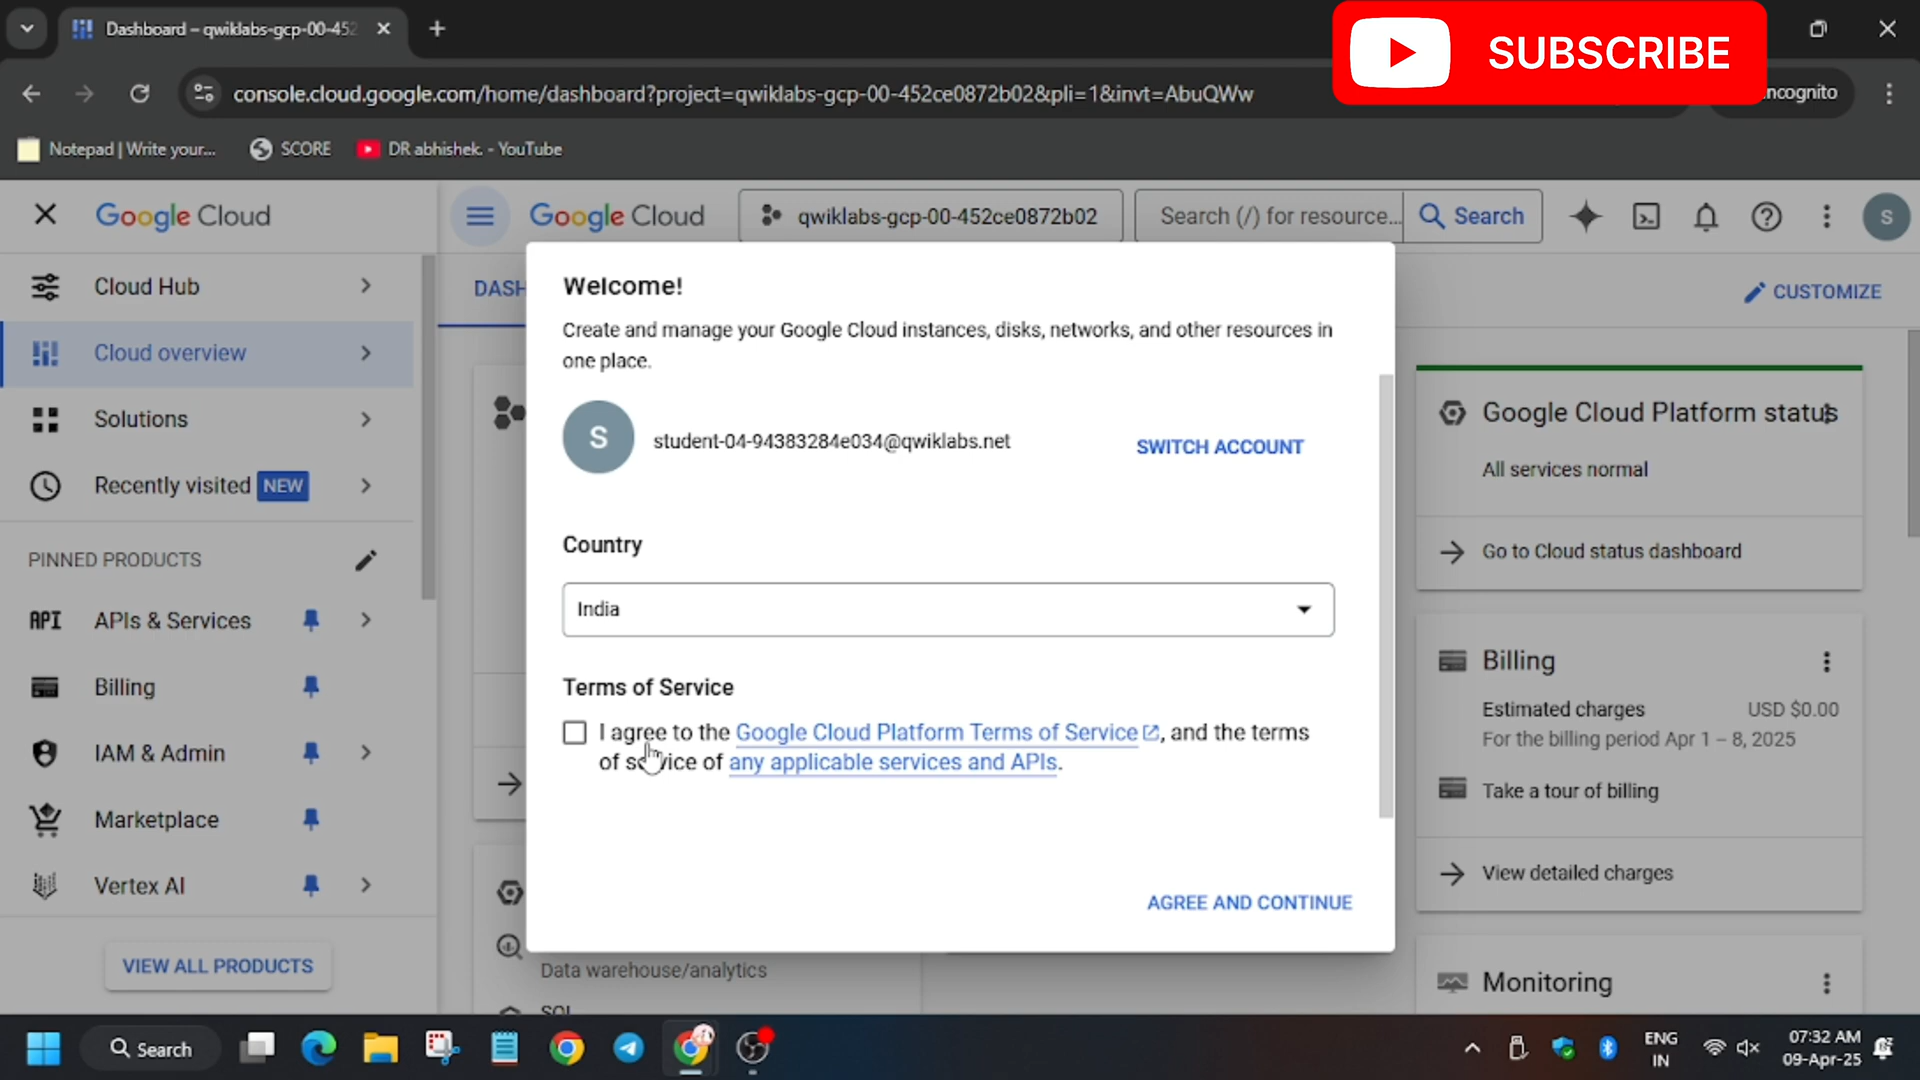 Dashboard – qwiklabs-gcp-00-452
SUBSCRIBE
console.cloud.google.com/home/dashboard?project=qwiklabs-gcp-00-452ce0872b02&pli=1&invt=AbuQWw
Incognito
Notepad | Write your...
SCORE
DR abhishek. - YouTube
Google Cloud
Google Cloud
qwiklabs-gcp-00-452ce0872b02
Search (/) for resource...
Search
S
Cloud Hub
Cloud overview
Solutions
Recently visited NEW
PINNED PRODUCTS
API APIs & Services
Billing
IAM & Admin
Marketplace
Vertex AI
VIEW ALL PRODUCTS
DASH
CUSTOMIZE
Welcome!
Create and manage your Google Cloud instances, disks, networks, and other resources in
one place.
S
student-04-94383284e034@qwiklabs.net
SWITCH ACCOUNT
Country
India
Terms of Service
I agree to the Google Cloud Platform Terms of Service, and the terms
of service of any applicable services and APIs.
AGREE AND CONTINUE
Data warehouse/analytics
SQL
Google Cloud Platform status
All services normal
Go to Cloud status dashboard
Billing
Estimated charges USD $0.00
For the billing period Apr 1 – 8, 2025
Take a tour of billing
View detailed charges
Monitoring
Search
ENG
IN
07:32 AM
09-Apr-25